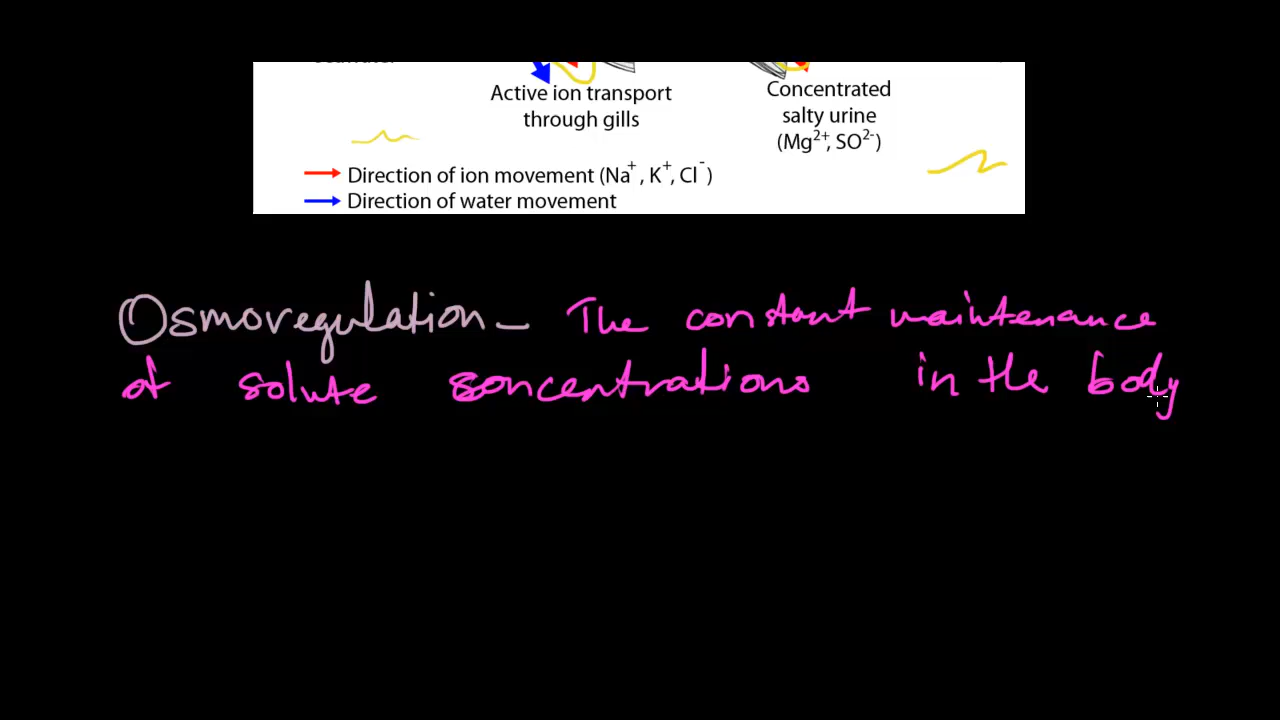 Active ion transport
through gills
Concentrated
salty urine
(Mg²⁺, SO²⁻)
Direction of ion movement (Na⁺, K⁺, Cl⁻)
Direction of water movement
Osmoregulation - The constant maintenance
of solute concentrations in the body